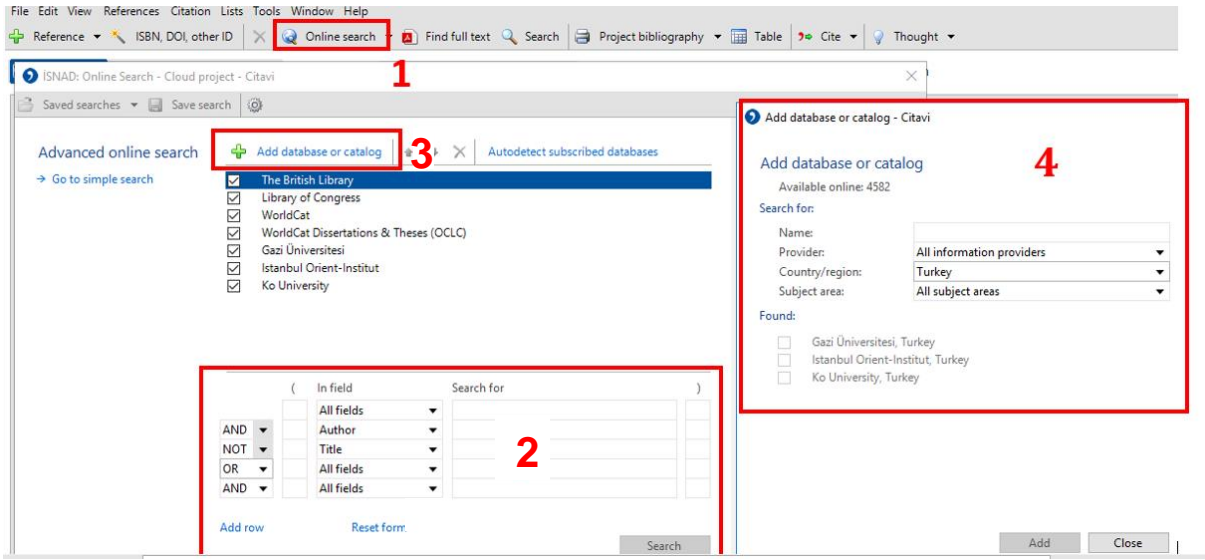 File Edit View References Citation Lists Tools Window Help
Reference ISBN, DOI, other ID Online search Find full text Search Project bibliography Table Cite Thought
1
İSNAD: Online Search - Cloud project - Citavi
Saved searches Save search
Advanced online search
→ Go to simple search
Add database or catalog
3
Autodetect subscribed databases
The British Library
Library of Congress
WorldCat
WorldCat Dissertations & Theses (OCLC)
Gazi Üniversitesi
Istanbul Orient-Institut
Ko University
( In field Search for )
All fields
AND Author
NOT Title
OR All fields
AND All fields
2
Add row Reset form
Search
Add database or catalog - Citavi
Add database or catalog
4
Available online: 4582
Search for:
Name:
Provider: All information providers
Country/region: Turkey
Subject area: All subject areas
Found:
Gazi Üniversitesi, Turkey
Istanbul Orient-Institut, Turkey
Ko University, Turkey
Add Close